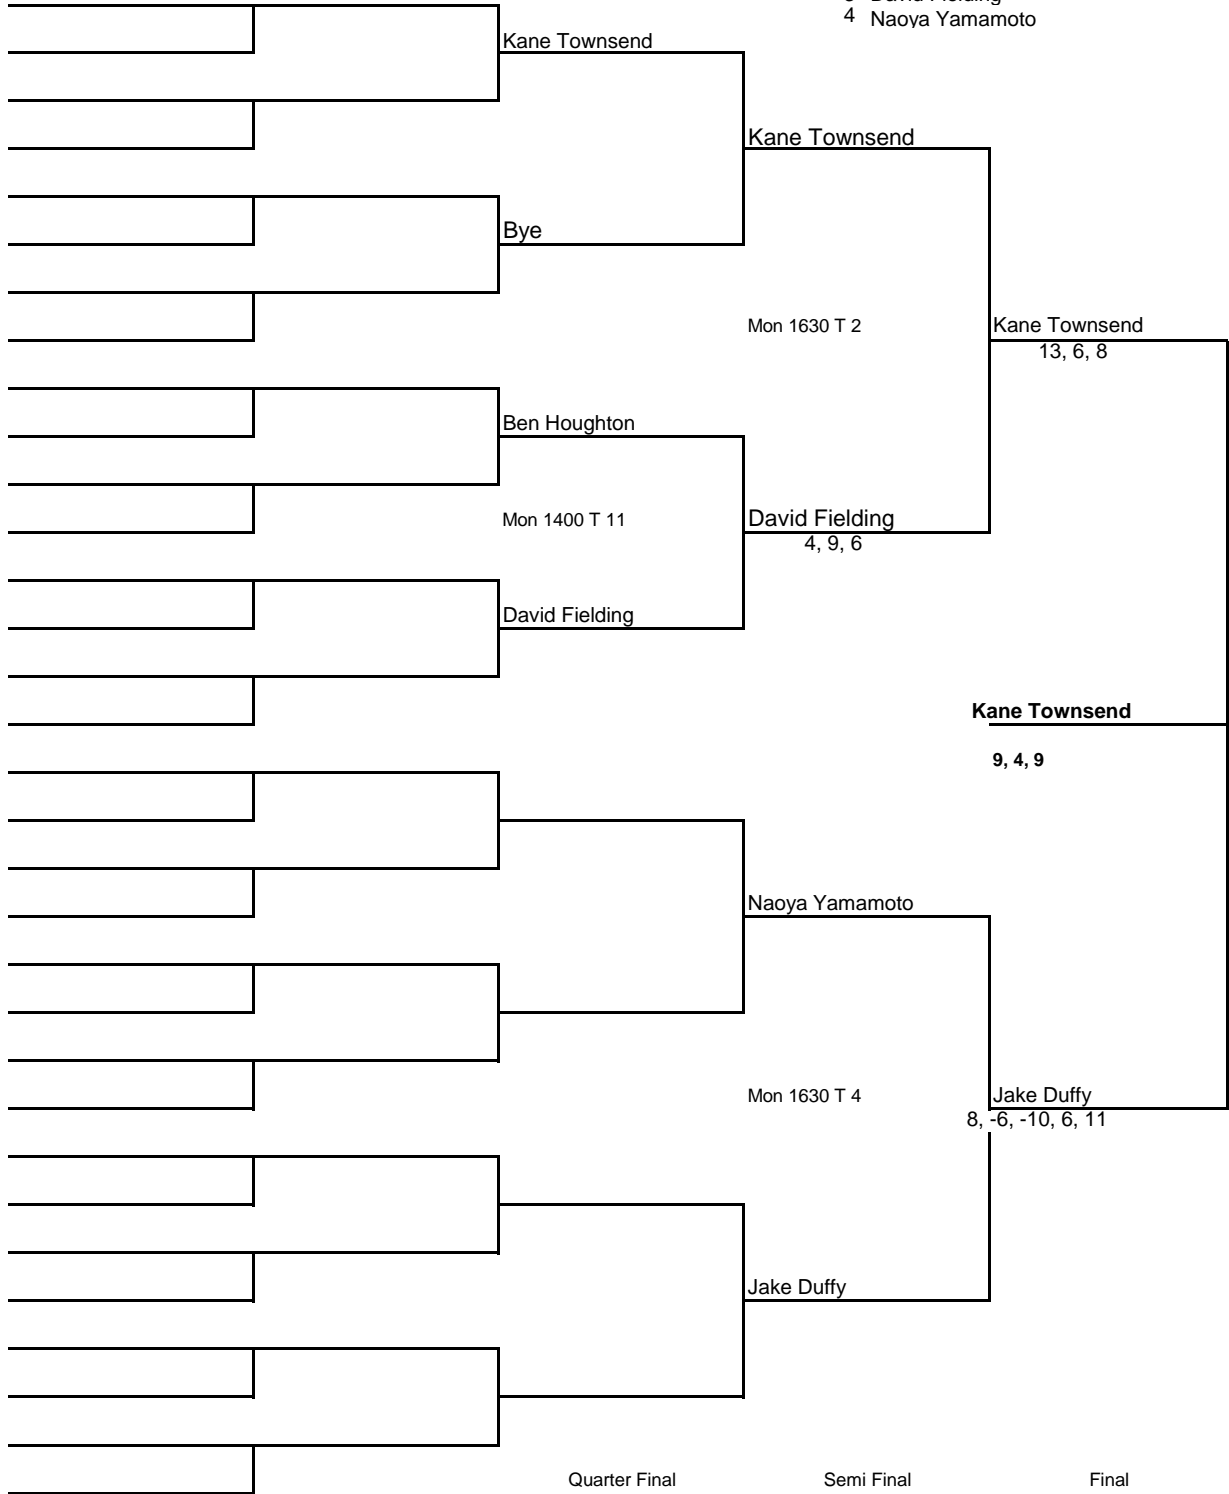 4 Naoya Yamamoto
Kane Townsend
Kane Townsend
Bye
Mon 1630 T 2
Kane Townsend
13, 6, 8
Ben Houghton
Mon 1400 T 11
David Fielding
4, 9, 6
David Fielding
Kane Townsend
9, 4, 9
Naoya Yamamoto
Mon 1630 T 4
Jake Duffy
8, -6, -10, 6, 11
Jake Duffy
Quarter Final Semi Final Final